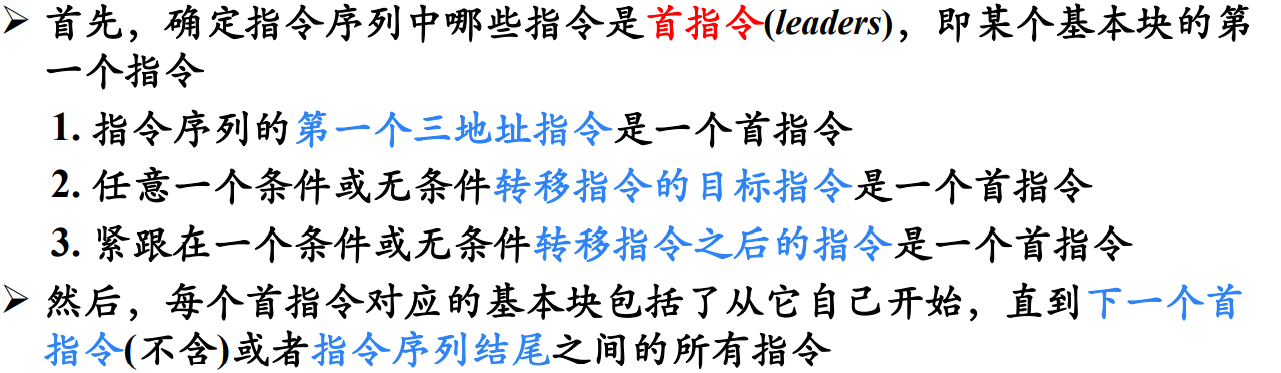 ➢ 首先，确定指令序列中哪些指令是首指令(leaders)，即某个基本块的第
一个指令
1. 指令序列的第一个三地址指令是一个首指令
2. 任意一个条件或无条件转移指令的目标指令是一个首指令
3. 紧跟在一个条件或无条件转移指令之后的指令是一个首指令
➢ 然后，每个首指令对应的基本块包括了从它自己开始，直到下一个首
指令(不含)或者指令序列结尾之间的所有指令